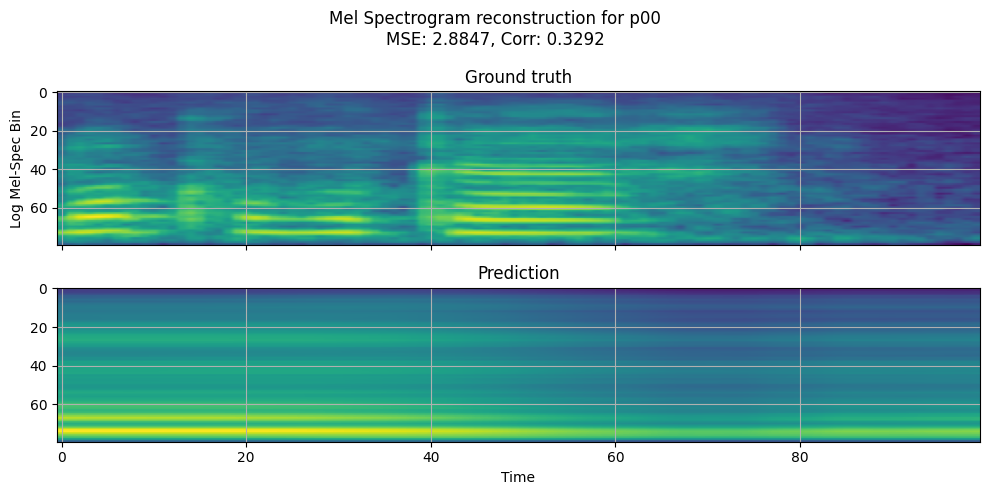 Mel Spectrogram reconstruction for p00
MSE: 2.8847, Corr: 0.3292
Ground truth
0
20
40
60
Log Mel-Spec Bin
Prediction
0
20
40
60
0 20 40 60 80
Time